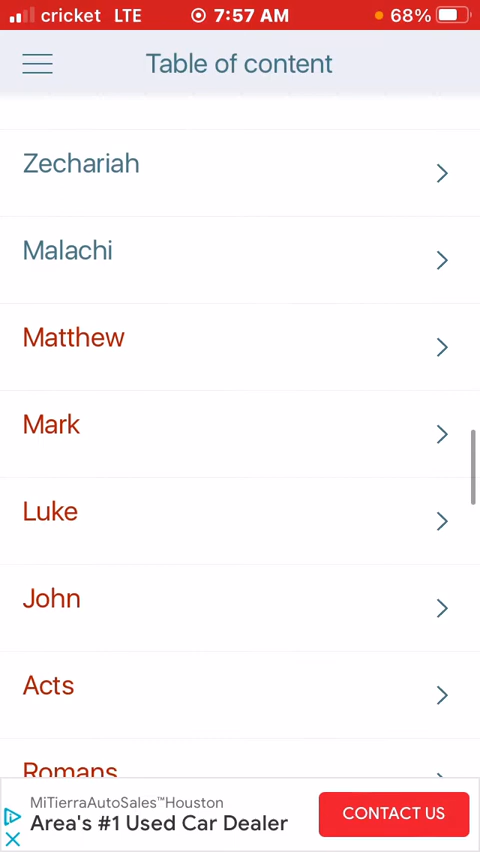 cricket LTE 7:57 AM 68%
Table of content
Zechariah
Malachi
Matthew
Mark
Luke
John
Acts
Romans
MiTierraAutoSales™Houston
Area's #1 Used Car Dealer
CONTACT US